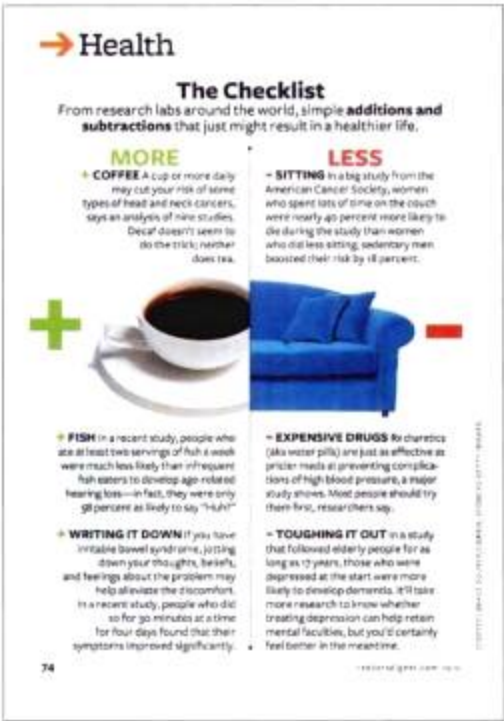 → Health
The Checklist
From research labs around the world, simple additions and
subtractions that just might result in a healthier life.
MORE
+ COFFEE A cup or more daily
may cut your risk of some
types of head and neck cancers,
says an analysis of nine studies.
Decaf doesn't seem to
do the trick; neither
does tea.
+ FISH In a recent study, people who
ate at least two servings of fish a week
were much less likely than infrequent
fish eaters to develop age-related
hearing loss—in fact, they were only
58 percent as likely to say "Huh?"
+ WRITING IT DOWN If you have
irritable bowel syndrome, jotting
down your thoughts, beliefs,
and feelings about the problem may
help alleviate the discomfort.
In a recent study, people who did
so for 30 minutes at a time
for four days found that their
symptoms improved significantly.
LESS
– SITTING In a big study from the
American Cancer Society, women
who spent lots of time on the couch
were nearly 40 percent more likely to
die during the study than women
who did less sitting; sedentary men
boosted their risk by 18 percent.
– EXPENSIVE DRUGS
(aka water pills) are just as effective as
pricier meds at preventing complica-
tions of high blood pressure, a major
study shows. Most people should try
them first, researchers say.
– TOUGHING IT OUT In a study
that followed elderly people for as
long as 17 years, those who were
depressed at the start were more
likely to develop dementia. It'll take
more research to know whether
treating depression can help retain
mental faculties, but you'd certainly
feel better in the meantime.
74